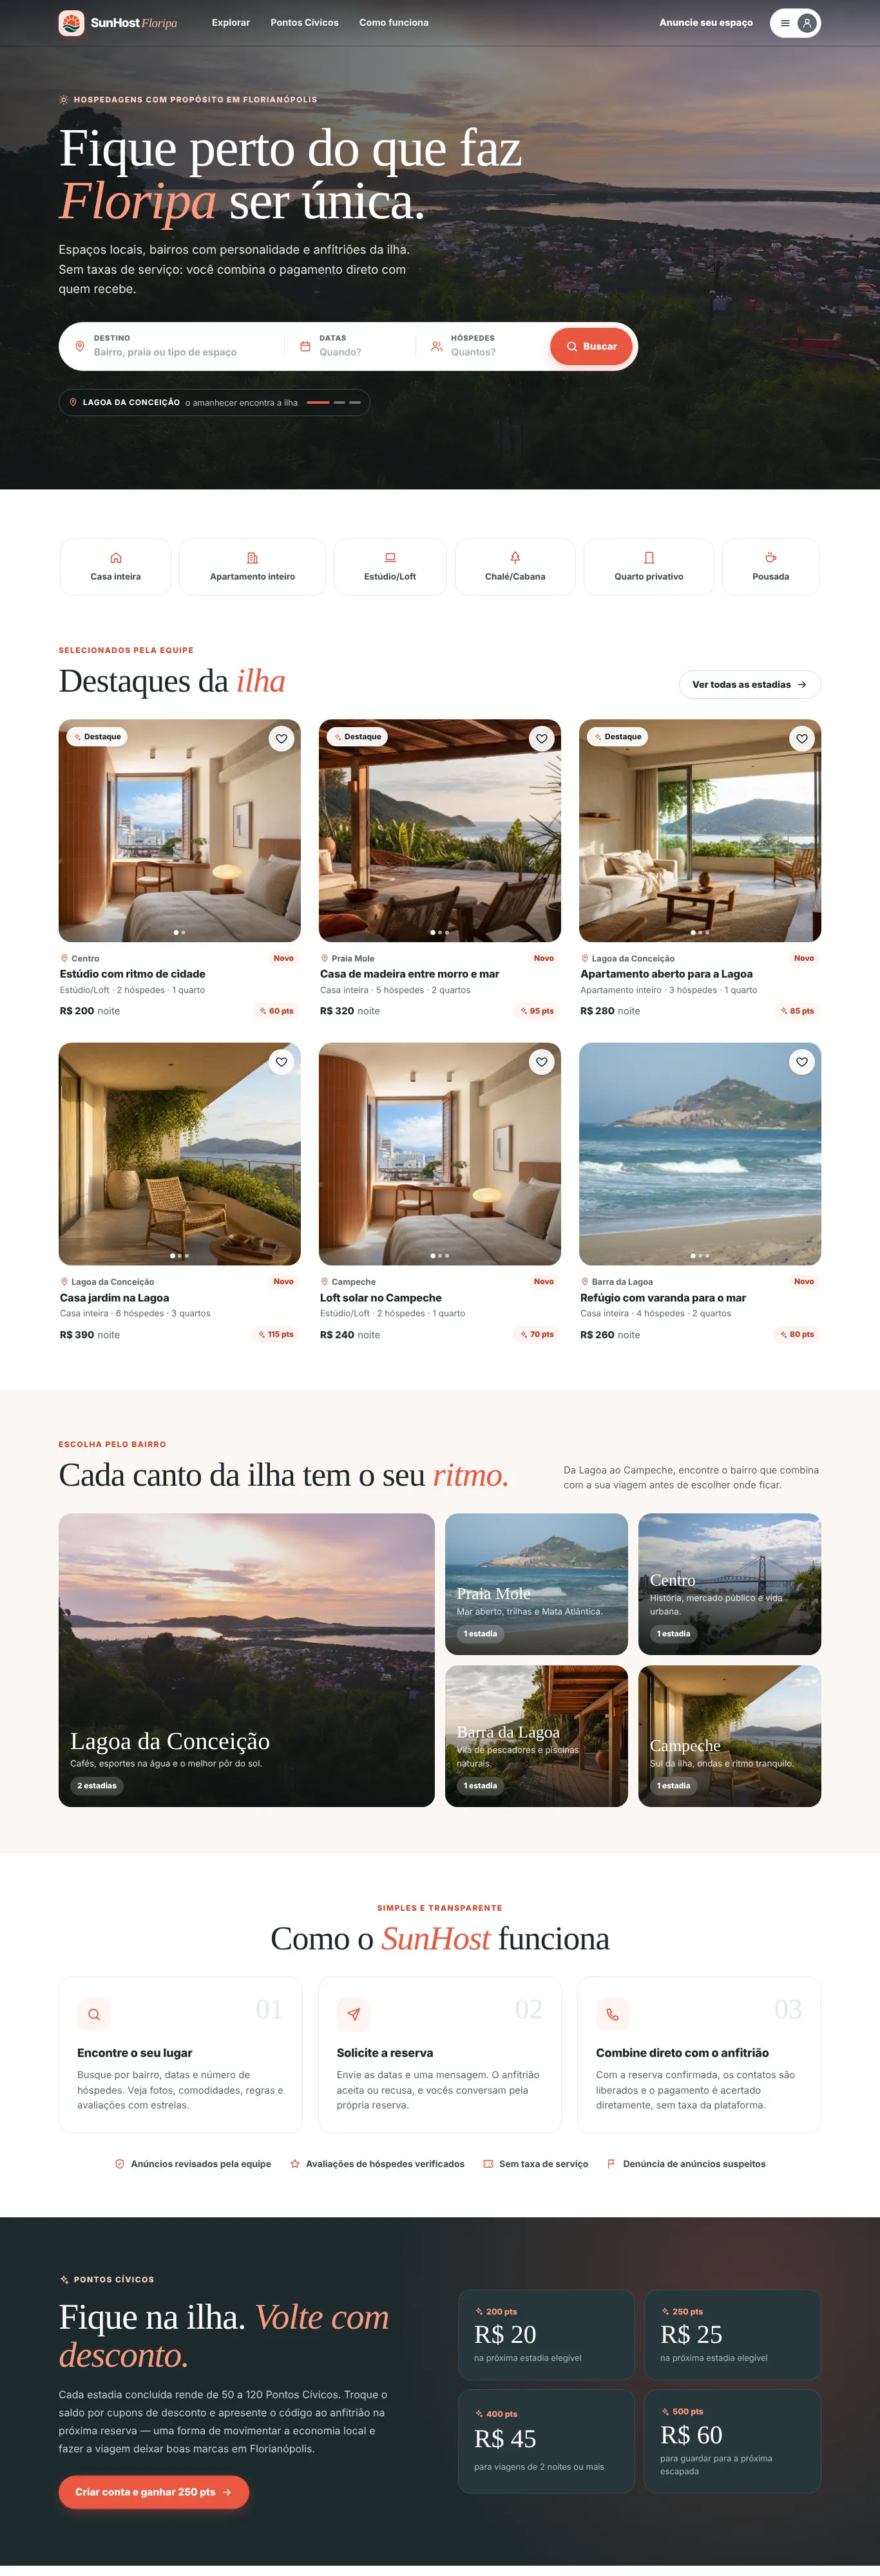 SunHost Floripa
Explorar
Pontos Cívicos
Como funciona
Anuncie seu espaço
HOSPEDAGENS COM PROPÓSITO EM FLORIANÓPOLIS
Fique perto do que faz
Floripa ser única.
Espaços locais, bairros com personalidade e anfitriões da ilha.
Sem taxas de serviço: você combina o pagamento direto com
quem recebe.
DESTINO
Bairro, praia ou tipo de espaço
DATAS
Quando?
HÓSPEDES
Quantos?
Buscar
LAGOA DA CONCEIÇÃO o amanhecer encontra a ilha
Casa inteira
Apartamento inteiro
Estúdio/Loft
Chalé/Cabana
Quarto privativo
Pousada
SELECIONADOS PELA EQUIPE
Destaques da ilha
Ver todas as estadias
Destaque
Centro
Novo
Estúdio com ritmo de cidade
Estúdio/Loft · 2 hóspedes · 1 quarto
R$ 200 noite
60 pts
Destaque
Praia Mole
Novo
Casa de madeira entre morro e mar
Casa inteira · 5 hóspedes · 2 quartos
R$ 320 noite
95 pts
Destaque
Lagoa da Conceição
Novo
Apartamento aberto para a Lagoa
Apartamento inteiro · 3 hóspedes · 1 quarto
R$ 280 noite
85 pts
Lagoa da Conceição
Novo
Casa jardim na Lagoa
Casa inteira · 6 hóspedes · 3 quartos
R$ 390 noite
115 pts
Campeche
Novo
Loft solar no Campeche
Estúdio/Loft · 2 hóspedes · 1 quarto
R$ 240 noite
70 pts
Barra da Lagoa
Novo
Refúgio com varanda para o mar
Casa inteira · 4 hóspedes · 2 quartos
R$ 260 noite
80 pts
ESCOLHA PELO BAIRRO
Cada canto da ilha tem o seu ritmo.
Da Lagoa ao Campeche, encontre o bairro que combina
com a sua viagem antes de escolher onde ficar.
Lagoa da Conceição
Cafés, esportes na água e o melhor pôr do sol.
2 estadias
Praia Mole
Mar aberto, trilhas e Mata Atlântica.
1 estadia
Centro
História, mercado público e vida
urbana.
1 estadia
Barra da Lagoa
Vila de pescadores e piscinas
naturais.
1 estadia
Campeche
Sul da ilha, ondas e ritmo tranquilo.
1 estadia
SIMPLES E TRANSPARENTE
Como o SunHost funciona
01
Encontre o seu lugar
Busque por bairro, datas e número de
hóspedes. Veja fotos, comodidades, regras e
avaliações com estrelas.
02
Solicite a reserva
Envie as datas e uma mensagem. O anfitrião
aceita ou recusa, e vocês conversam pela
própria reserva.
03
Combine direto com o anfitrião
Com a reserva confirmada, os contatos são
liberados e o pagamento é acertado
diretamente, sem taxa da plataforma.
Anúncios revisados pela equipe
Avaliações de hóspedes verificados
Sem taxa de serviço
Denúncia de anúncios suspeitos
PONTOS CÍVICOS
Fique na ilha. Volte com
desconto.
Cada estadia concluída rende de 50 a 120 Pontos Cívicos. Troque o
saldo por cupons de desconto e apresente o código ao anfitrião na
próxima reserva — uma forma de movimentar a economia local e
fazer a viagem deixar boas marcas em Florianópolis.
Criar conta e ganhar 250 pts
200 pts
R$ 20
na próxima estadia elegível
250 pts
R$ 25
na próxima estadia elegível
400 pts
R$ 45
para viagens de 2 noites ou mais
500 pts
R$ 60
para guardar para a próxima
escapada